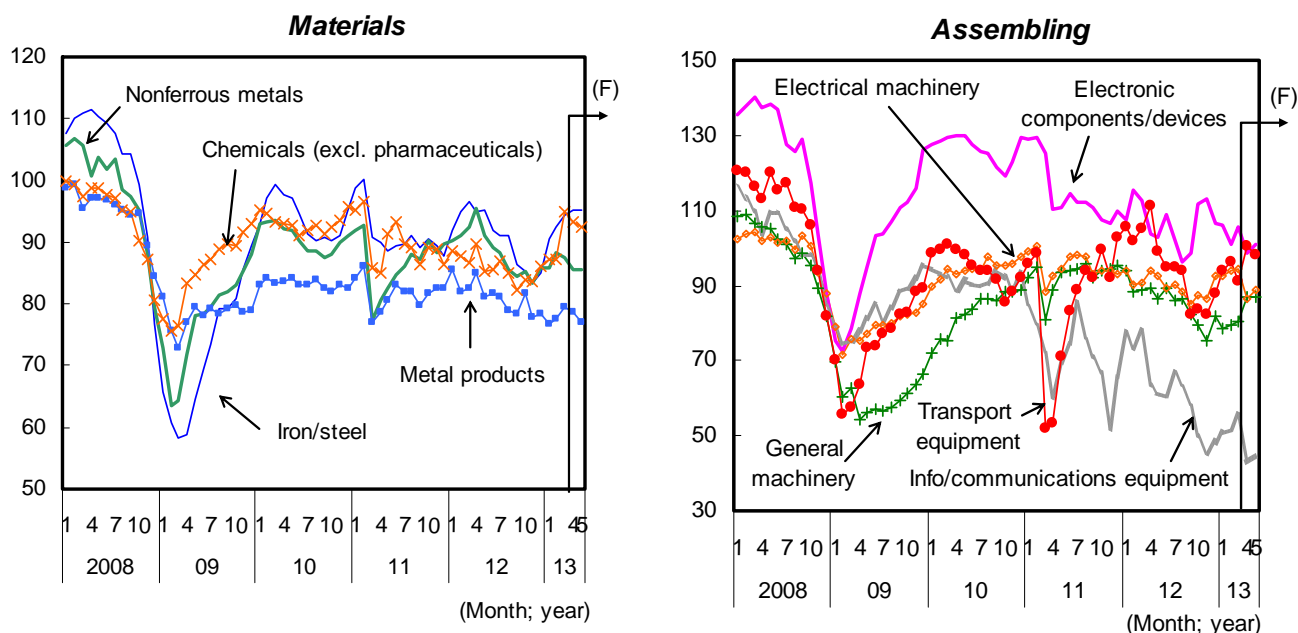 Materials
120
110
100
90
80
70
60
50
(F)
Nonferrous metals
Chemicals (excl. pharmaceuticals)
Metal products
Iron/steel
1 4 7 10 1 4 7 10 1 4 7 10 1 4 7 10 1 4 7 10 1 4 5
2008 09 10 11 12 13
(Month; year)
Assembling
150
130
110
90
70
50
30
(F)
Electrical machinery
Electronic
components/devices
Transport
equipment
General
machinery
Info/communications equipment
1 4 7 10 1 4 7 10 1 4 7 10 1 4 7 10 1 4 7 10 1 4 5
2008 09 10 11 12 13
(Month; year)